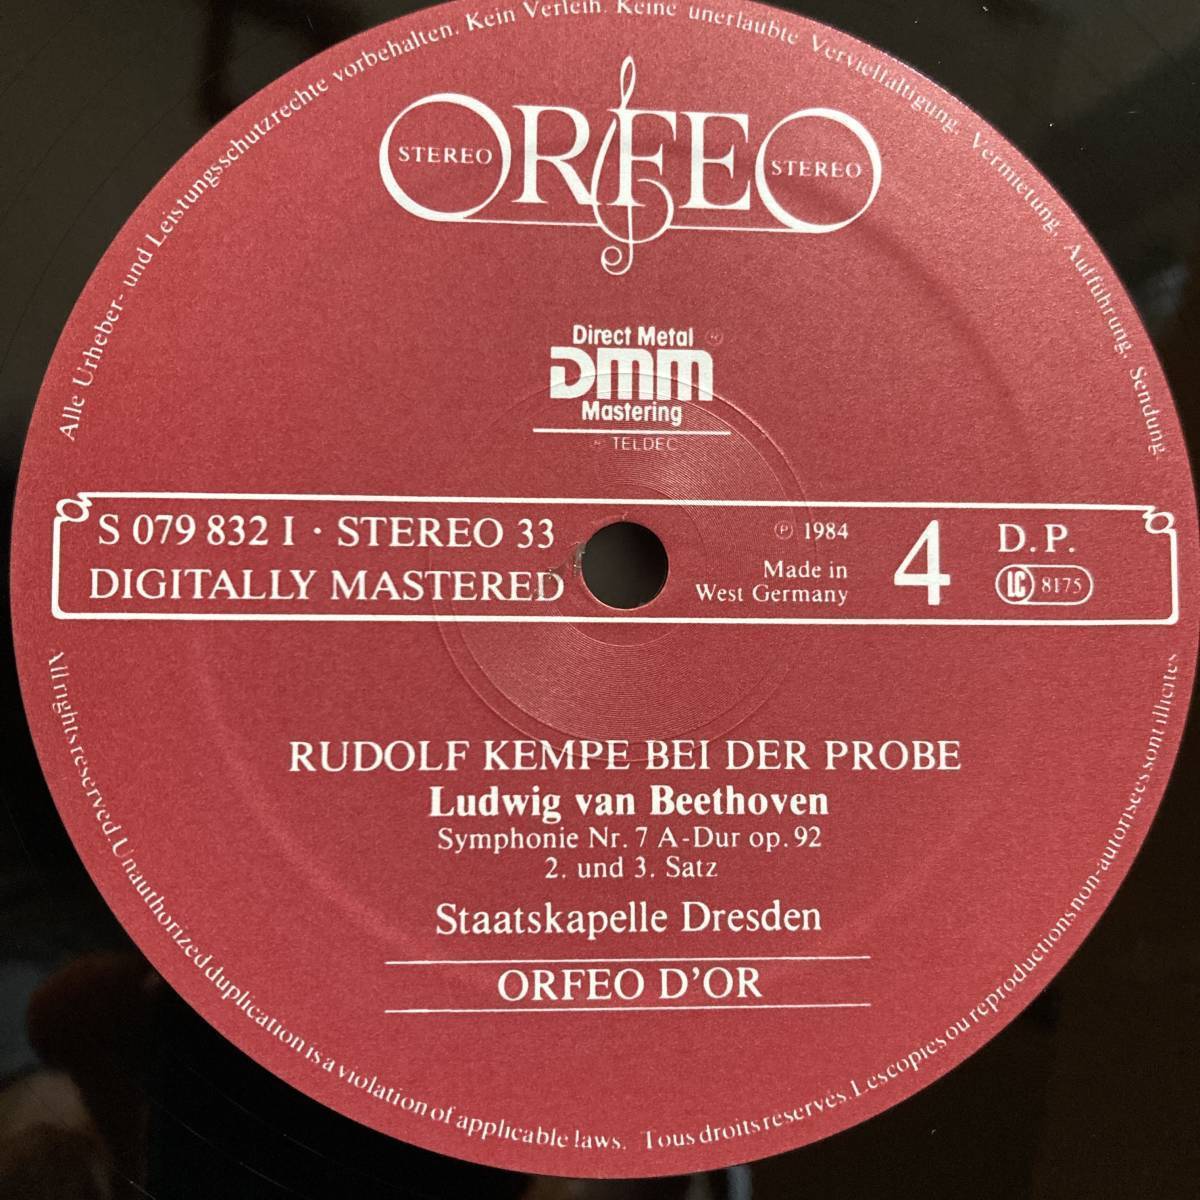 Alle Urheber- und Leistungsschutzrechte vorbehalten. Kein Verleih. Keine unerlaubte Vervielfältigung, Vermietung, Aufführung, Sendung
ORFEO
STEREO
STEREO
Direct Metal
DMM
Mastering
TELDEC
S 079 832 I · STEREO 33
DIGITALLY MASTERED
℗ 1984
Made in
West Germany
4
D.P.
LC 8175
RUDOLF KEMPE BEI DER PROBE
Ludwig van Beethoven
Symphonie Nr. 7 A-Dur op. 92
2. und 3. Satz
Staatskapelle Dresden
ORFEO D'OR
All rights reserved. Unauthorized duplication is a violation of applicable laws. Tous droits reservés. Les copies ou reproductions non-autorisées sont illicites